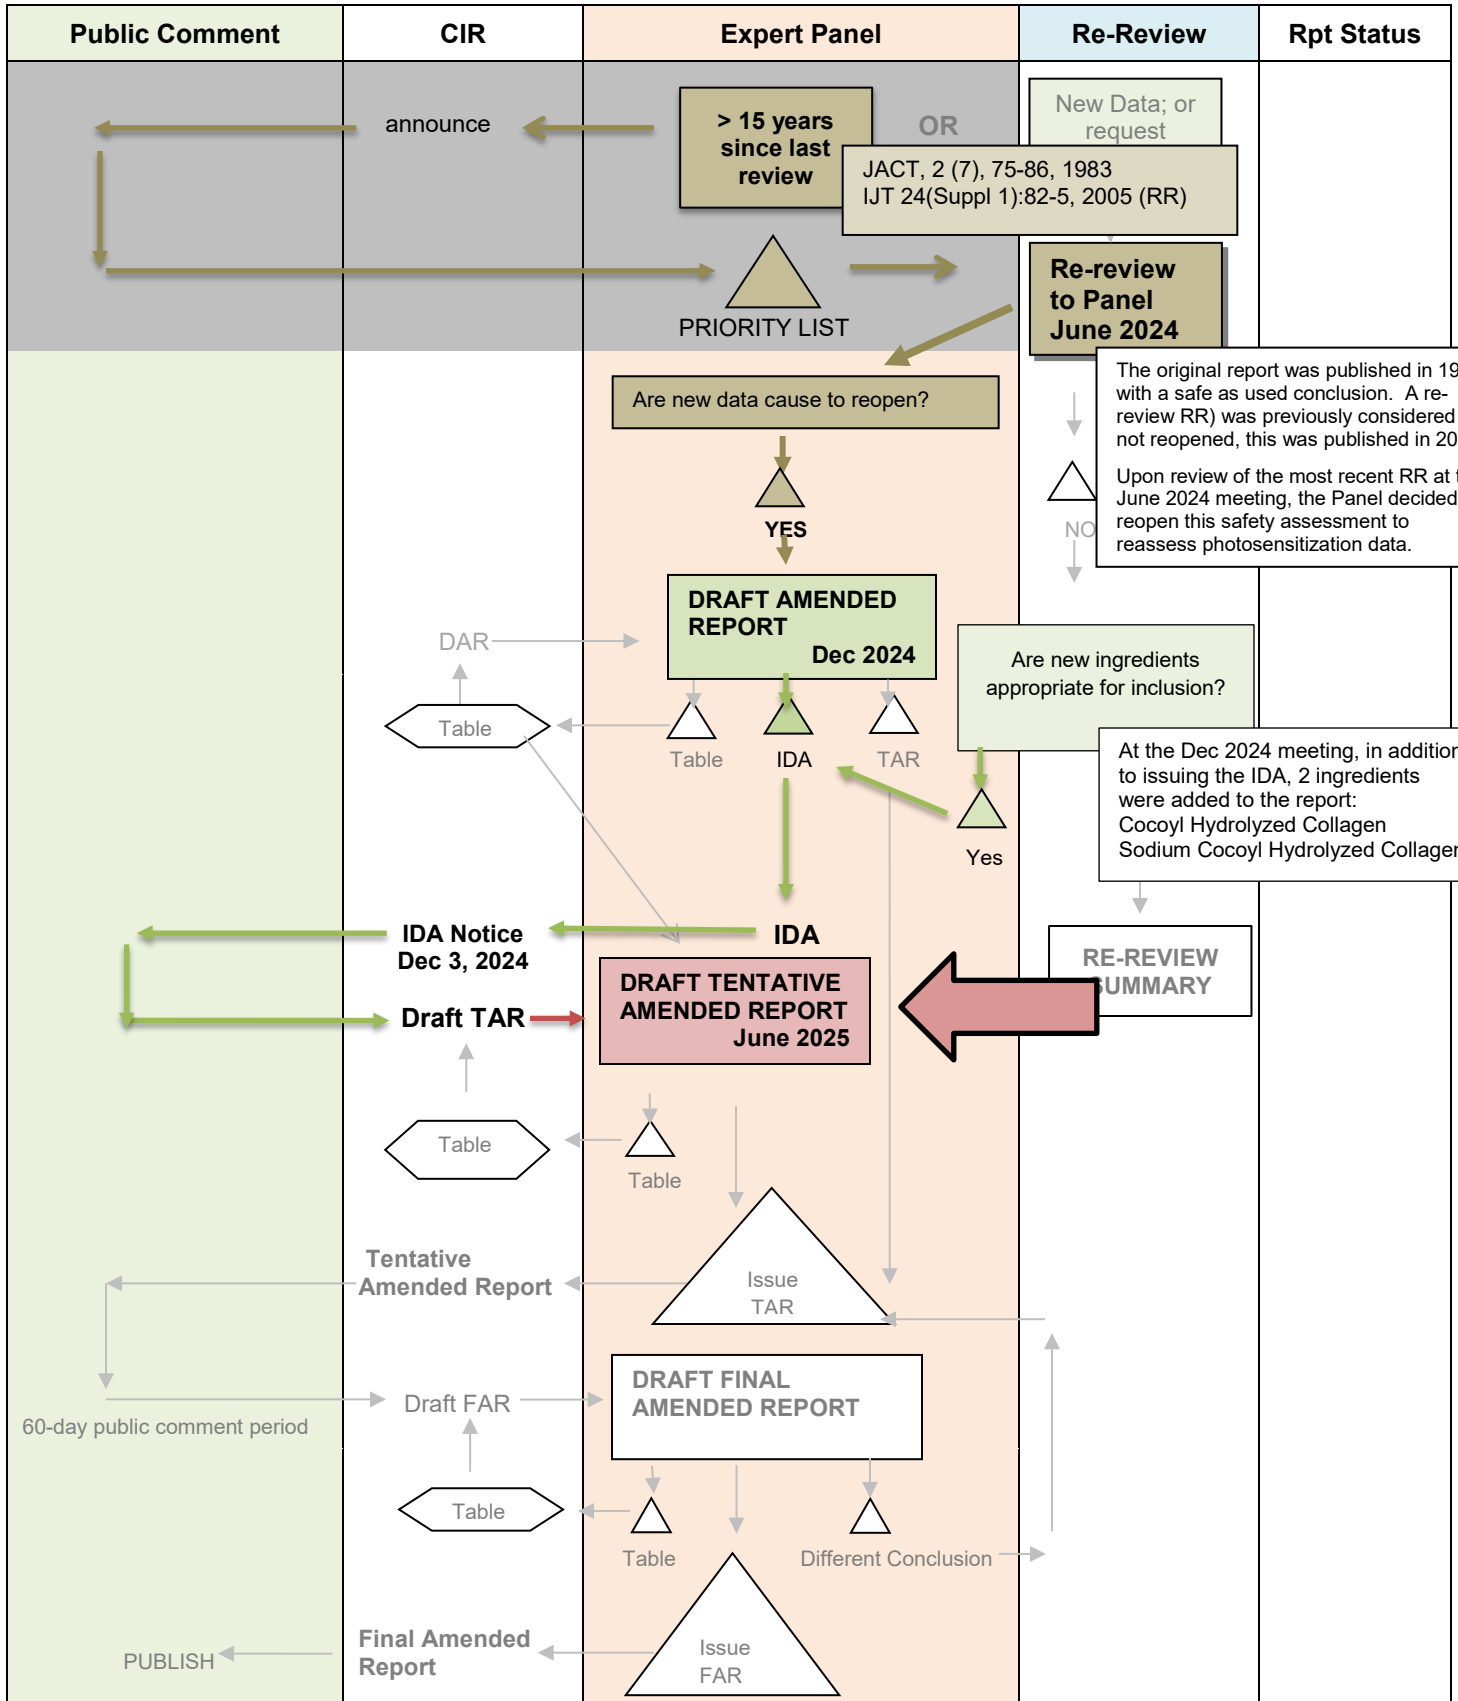 Public Comment
CIR
Expert Panel
Re-Review
Rpt Status
announce
> 15 years
since last
review
OR
New Data; or
request
JACT, 2 (7), 75-86, 1983
IJT 24(Suppl 1):82-5, 2005 (RR)
PRIORITY LIST
Re-review
to Panel
June 2024
Are new data cause to reopen?
The original report was published in 19
with a safe as used conclusion. A re-
review RR) was previously considered
not reopened, this was published in 20
Upon review of the most recent RR at
June 2024 meeting, the Panel decided
reopen this safety assessment to
reassess photosensitization data.
YES
NO
DRAFT AMENDED
REPORT
Dec 2024
DAR
Table
Table
IDA
TAR
Are new ingredients
appropriate for inclusion?
Yes
At the Dec 2024 meeting, in addition
to issuing the IDA, 2 ingredients
were added to the report:
Cocoyl Hydrolyzed Collagen
Sodium Cocoyl Hydrolyzed Collagen
IDA Notice
Dec 3, 2024
IDA
Draft TAR
DRAFT TENTATIVE
AMENDED REPORT
June 2025
RE-REVIEW
SUMMARY
Table
Table
Tentative
Amended Report
Issue
TAR
60-day public comment period
Draft FAR
DRAFT FINAL
AMENDED REPORT
Table
Table
Different Conclusion
PUBLISH
Final Amended
Report
Issue
FAR